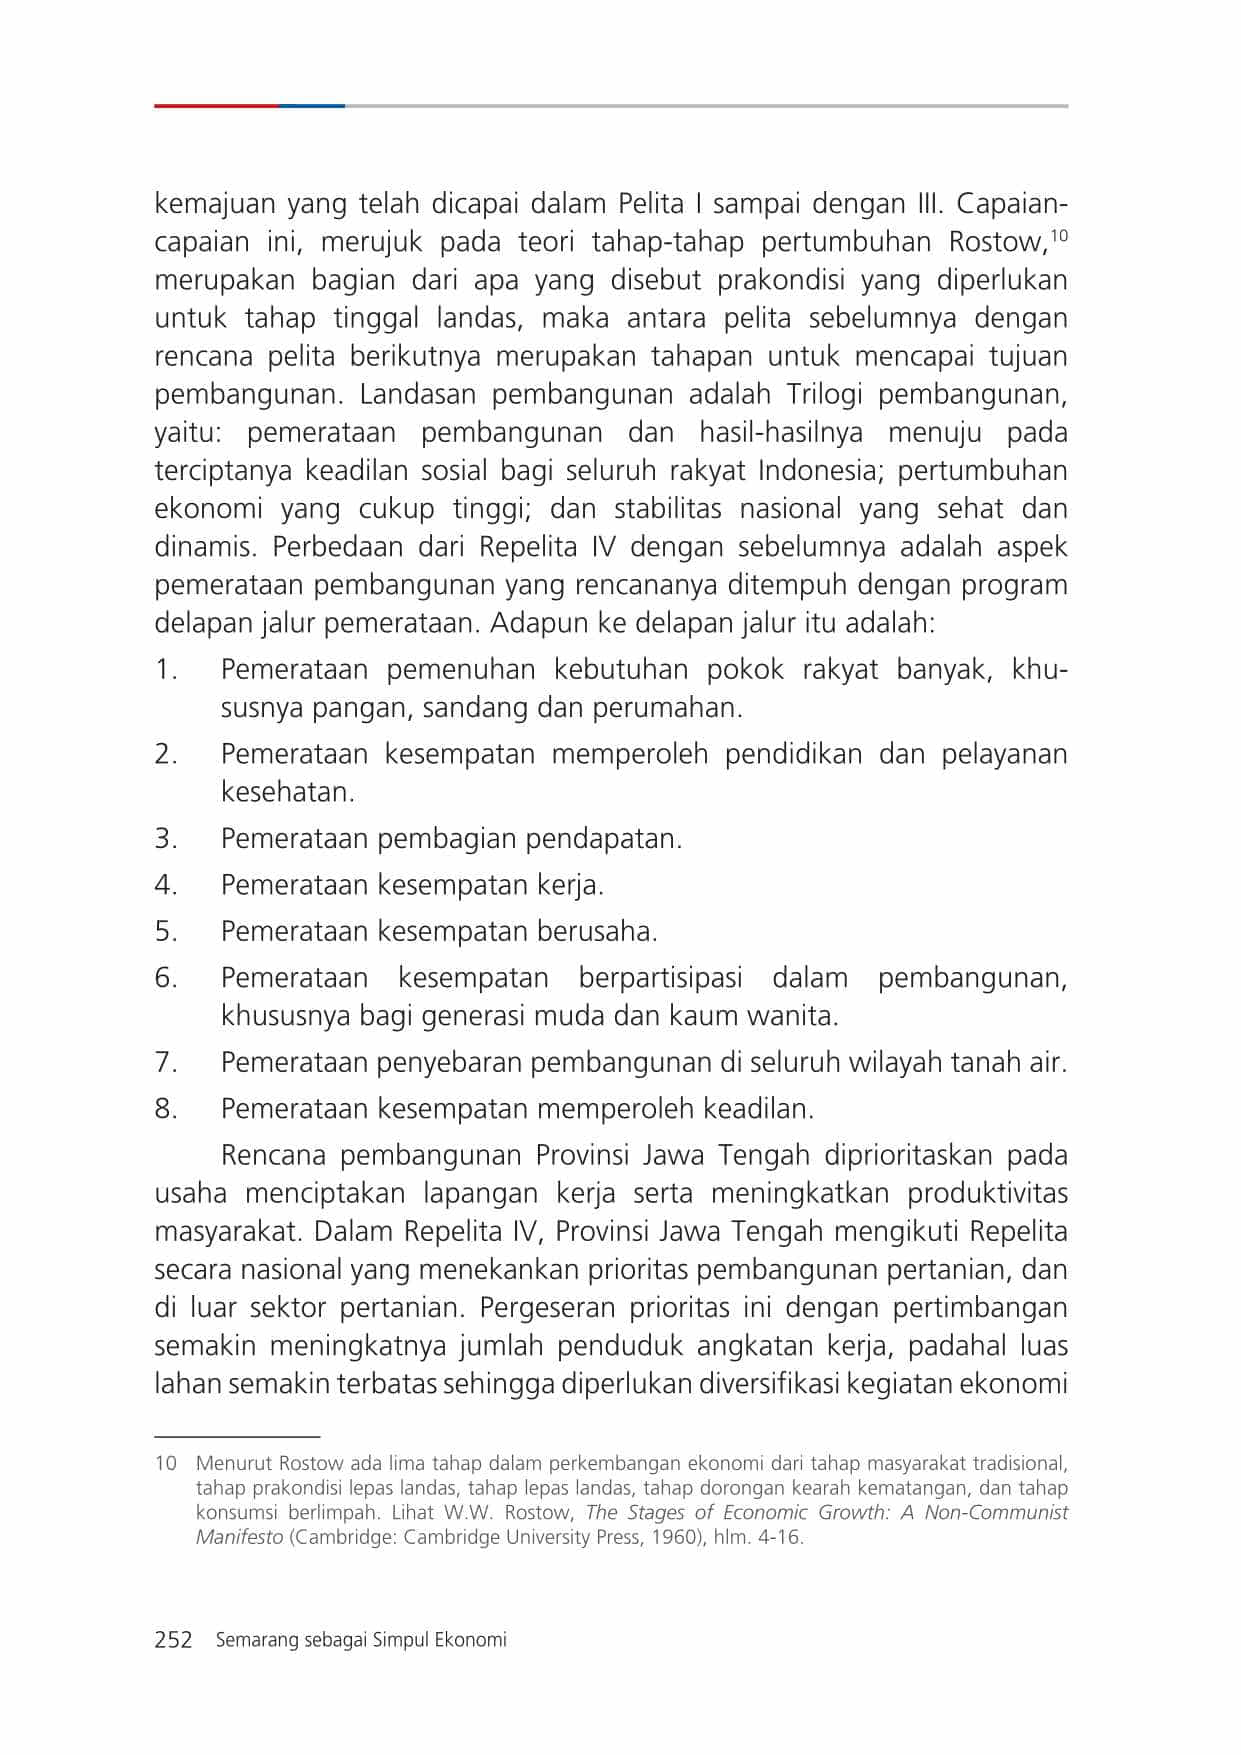 kemajuan yang telah dicapai dalam Pelita I sampai dengan III. Capaian-
capaian ini, merujuk pada teori tahap-tahap pertumbuhan Rostow,10
merupakan bagian dari apa yang disebut prakondisi yang diperlukan
untuk tahap tinggal landas, maka antara pelita sebelumnya dengan
rencana pelita berikutnya merupakan tahapan untuk mencapai tujuan
pembangunan. Landasan pembangunan adalah Trilogi pembangunan,
yaitu: pemerataan pembangunan dan hasil-hasilnya menuju pada
terciptanya keadilan sosial bagi seluruh rakyat Indonesia; pertumbuhan
ekonomi yang cukup tinggi; dan stabilitas nasional yang sehat dan
dinamis. Perbedaan dari Repelita IV dengan sebelumnya adalah aspek
pemerataan pembangunan yang rencananya ditempuh dengan program
delapan jalur pemerataan. Adapun ke delapan jalur itu adalah:
1. Pemerataan pemenuhan kebutuhan pokok rakyat banyak, khu-
susnya pangan, sandang dan perumahan.
2. Pemerataan kesempatan memperoleh pendidikan dan pelayanan
kesehatan.
3. Pemerataan pembagian pendapatan.
4. Pemerataan kesempatan kerja.
5. Pemerataan kesempatan berusaha.
6. Pemerataan kesempatan berpartisipasi dalam pembangunan,
khususnya bagi generasi muda dan kaum wanita.
7. Pemerataan penyebaran pembangunan di seluruh wilayah tanah air.
8. Pemerataan kesempatan memperoleh keadilan.
Rencana pembangunan Provinsi Jawa Tengah diprioritaskan pada
usaha menciptakan lapangan kerja serta meningkatkan produktivitas
masyarakat. Dalam Repelita IV, Provinsi Jawa Tengah mengikuti Repelita
secara nasional yang menekankan prioritas pembangunan pertanian, dan
di luar sektor pertanian. Pergeseran prioritas ini dengan pertimbangan
semakin meningkatnya jumlah penduduk angkatan kerja, padahal luas
lahan semakin terbatas sehingga diperlukan diversifikasi kegiatan ekonomi
10 Menurut Rostow ada lima tahap dalam perkembangan ekonomi dari tahap masyarakat tradisional,
tahap prakondisi lepas landas, tahap lepas landas, tahap dorongan kearah kematangan, dan tahap
konsumsi berlimpah. Lihat W.W. Rostow, The Stages of Economic Growth: A Non-Communist
Manifesto (Cambridge: Cambridge University Press, 1960), hlm. 4-16.
252 Semarang sebagai Simpul Ekonomi